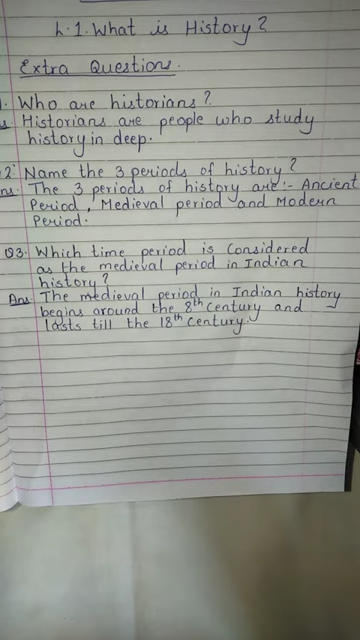 h.1. What is History?
Extra Questions.
1. Who are historians?
s Historians are people who study
history in deep.
2. Name the 3 periods of history?
ns. The 3 periods of history are:- Ancient
Period, Medieval period and Modern
Period.
Q3. Which time period is Considered
as the medieval period in Indian
history?
Ans The medieval period in Indian history
begins around the 8th Century and
lasts till the 18th Century.